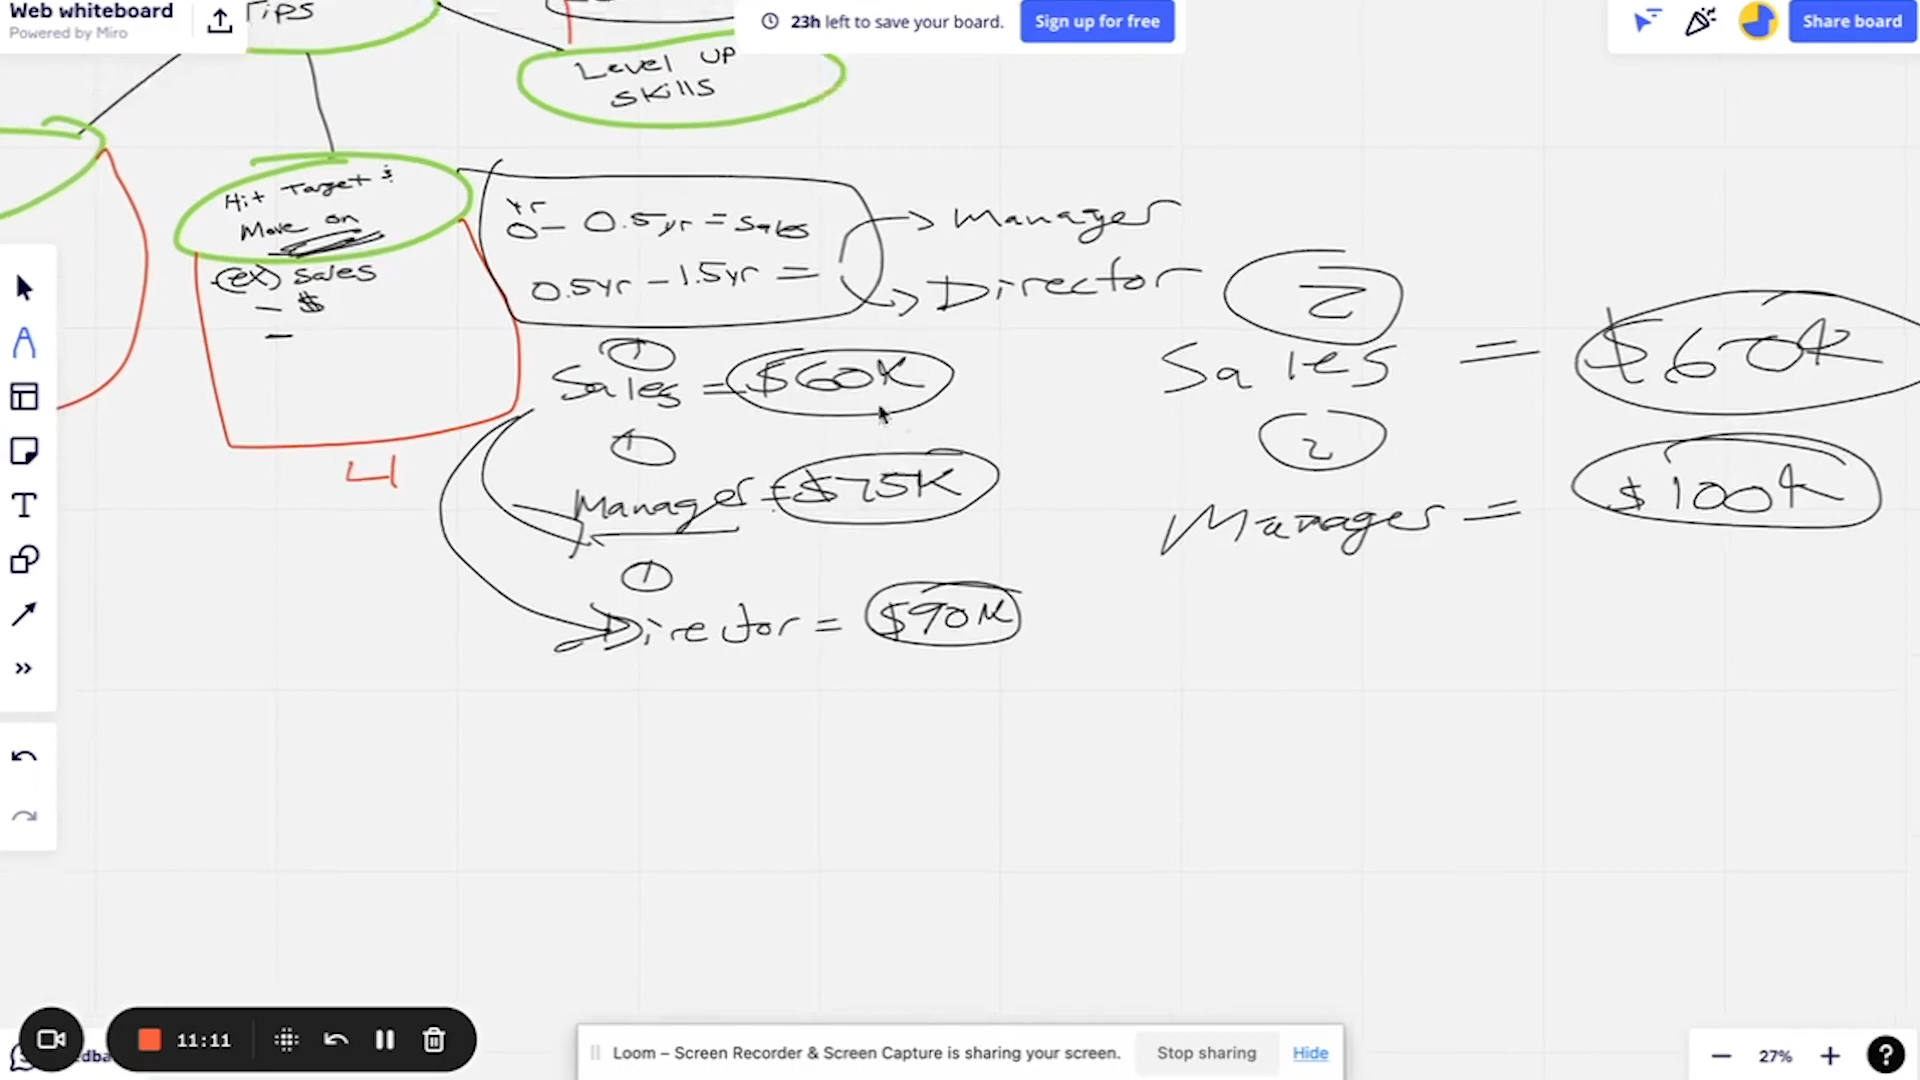 Web whiteboard
Powered by Miro
Tips
23h left to save your board.
Sign up for free
Share board
Level UP
Skills
Hit Target &
Move on
(ex) sales
- $
-
4
yr
0 - 0.5yr = Sales
0.5yr - 1.5yr =
Manager
Director
1
Sales = $60K
1
Manager = $75K
1
Director = $90K
2
Sales = $60K
2
Manager = $100K
11:11
Loom – Screen Recorder & Screen Capture is sharing your screen.
Stop sharing
Hide
27%